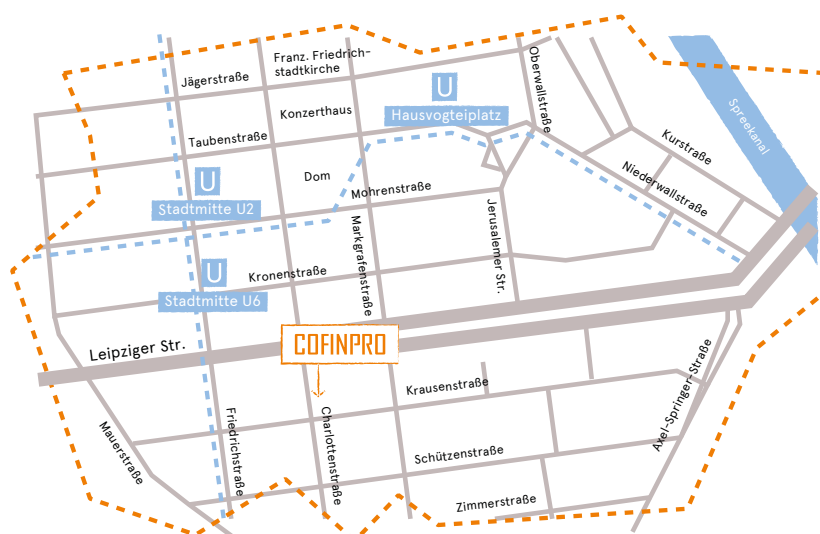 Franz. Friedrich-
stadtkirche
Jägerstraße
Oberwallstraße
U
Hausvogteiplatz
Konzerthaus
Taubenstraße
Spreekanal
Kurstraße
Dom
U
Stadtmitte U2
Mohrenstraße
Niederwallstraße
Markgrafenstraße
Jerusalemer Str.
U
Stadtmitte U6
Kronenstraße
Leipziger Str.
COFINPRO
Krausenstraße
Axel-Springer-Straße
Mauerstraße
Friedrichstraße
Charlottenstraße
Schützenstraße
Zimmerstraße